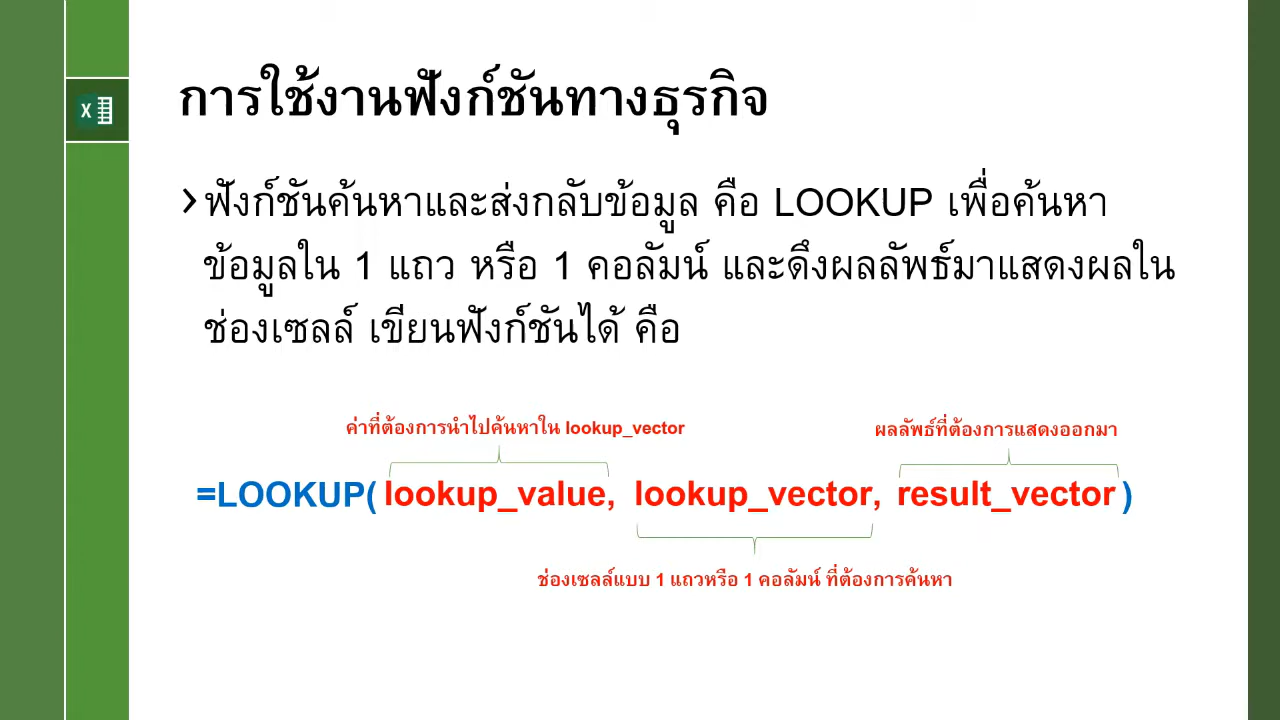 การใช้งานฟังก์ชันทางธุรกิจ
ฟังก์ชันค้นหาและส่งกลับข้อมูล คือ LOOKUP เพื่อค้นหา
ข้อมูลใน 1 แถว หรือ 1 คอลัมน์ และดึงผลลัพธ์มาแสดงผลใน
ช่องเซลล์ เขียนฟังก์ชันได้ คือ
ค่าที่ต้องการนำไปค้นหาใน lookup_vector
ผลลัพธ์ที่ต้องการแสดงออกมา
=LOOKUP( lookup_value, lookup_vector, result_vector )
ช่องเซลล์แบบ 1 แถวหรือ 1 คอลัมน์ ที่ต้องการค้นหา